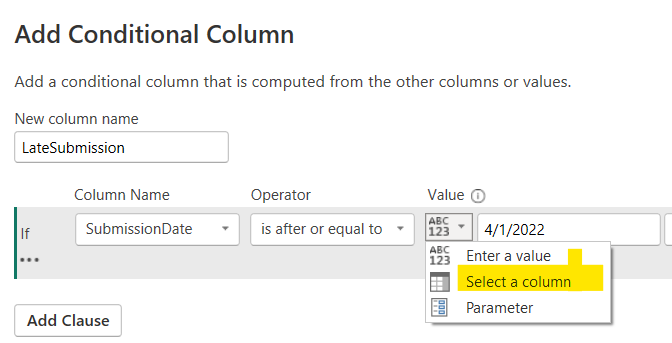 Add Conditional Column
Add a conditional column that is computed from the other columns or values.
New column name
LateSubmission
Column Name Operator Value
If SubmissionDate is after or equal to ABC 123 4/1/2022
ABC 123 Enter a value
Select a column
Parameter
Add Clause